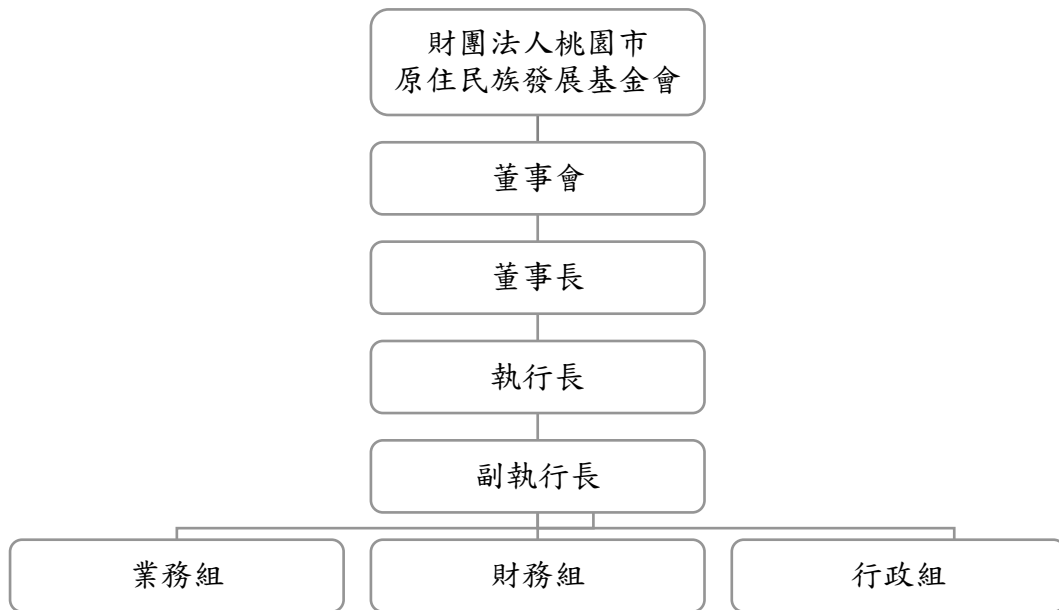 財團法人桃園市
原住民族發展基金會
董事會
董事長
執行長
副執行長
業務組
財務組
行政組